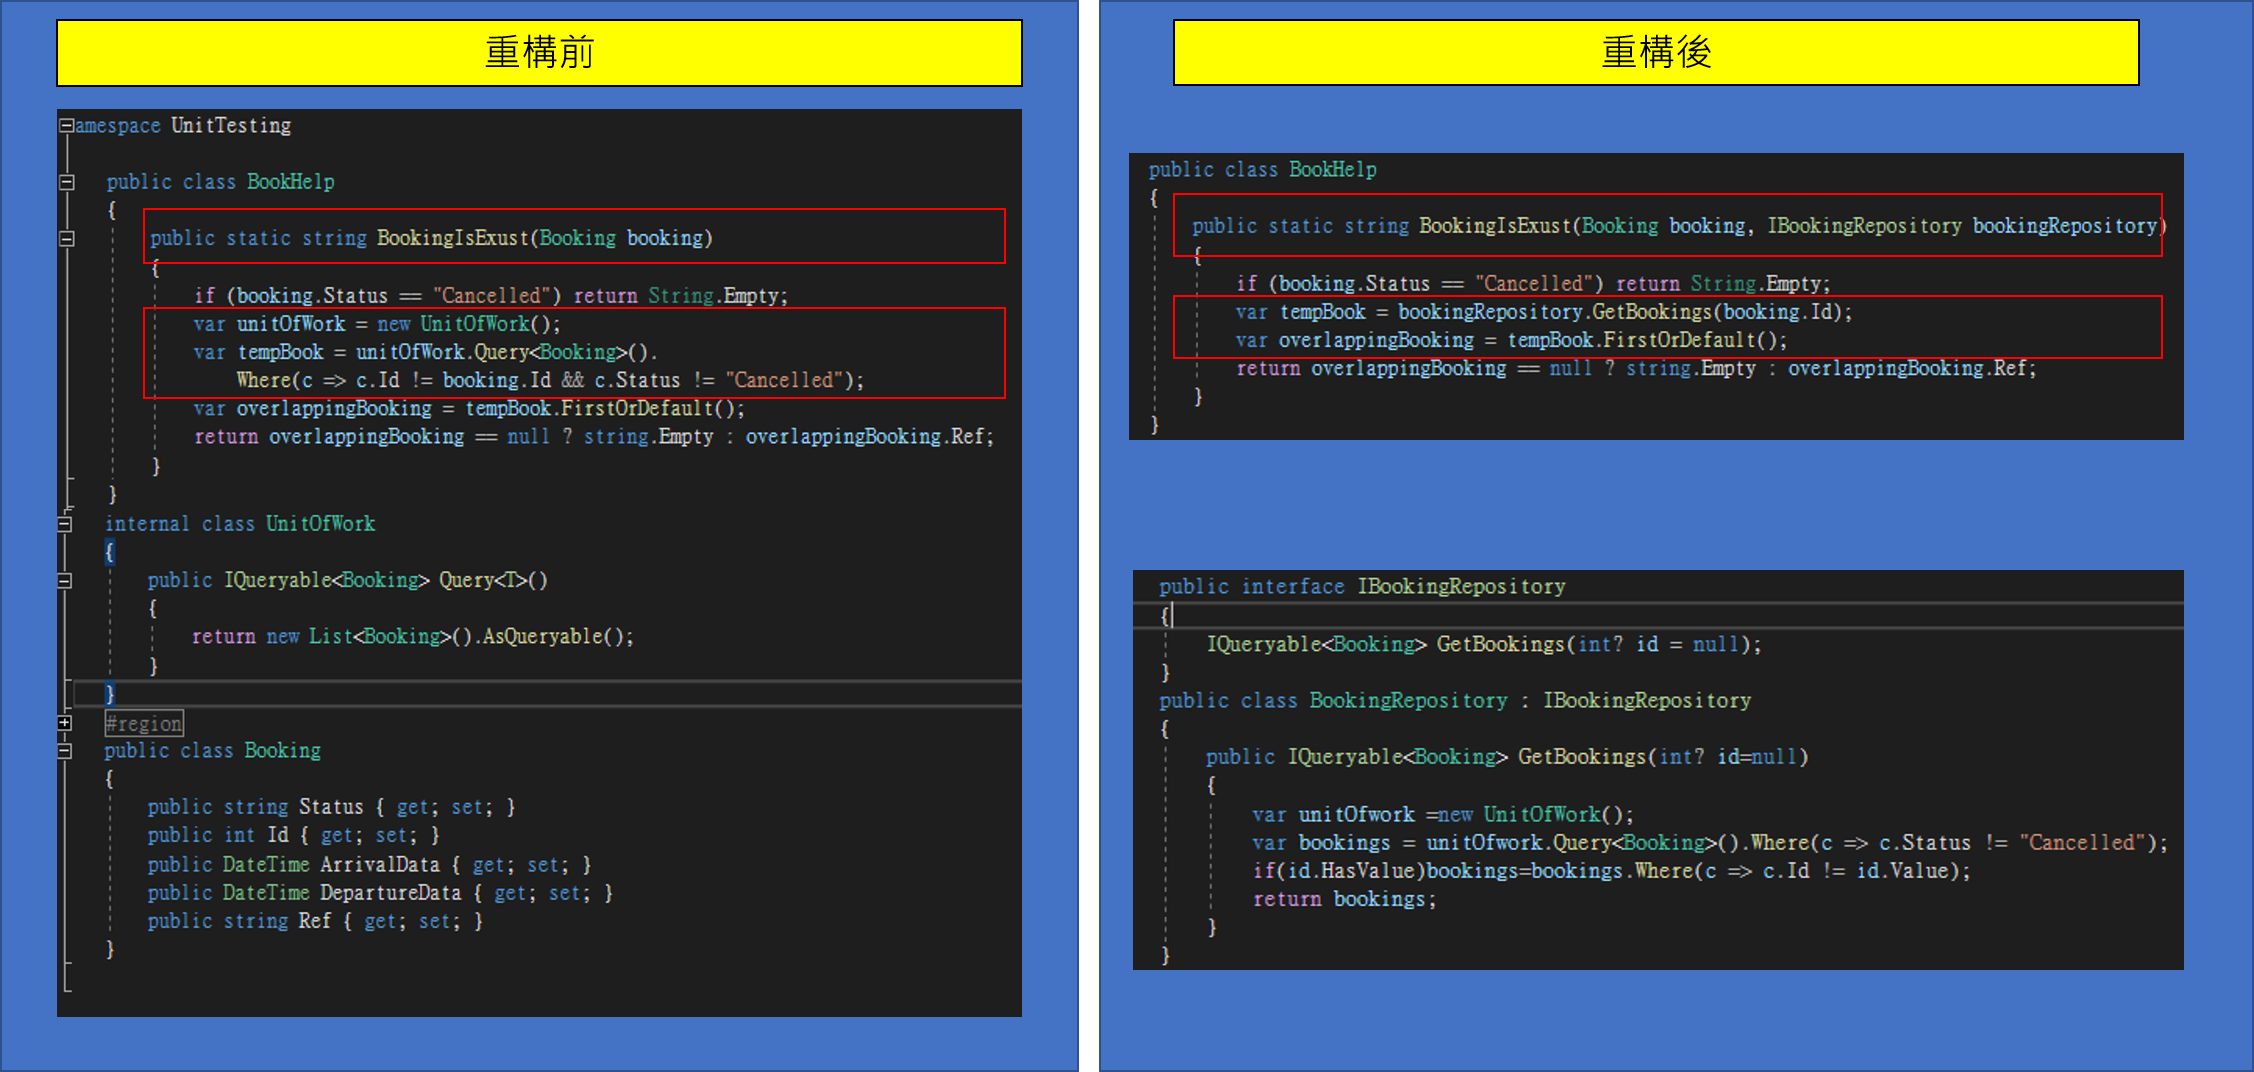 重構前
amespace UnitTesting
public class BookHelp
{
public static string BookingIsExust(Booking booking)
{
if (booking.Status == "Cancelled") return String.Empty;
var unitOfWork = new UnitOfWork();
var tempBook = unitOfWork.Query<Booking>().
Where(c => c.Id != booking.Id && c.Status != "Cancelled");
var overlappingBooking = tempBook.FirstOrDefault();
return overlappingBooking == null ? string.Empty : overlappingBooking.Ref;
}
}
internal class UnitOfWork
{
public IQueryable<Booking> Query<T>()
{
return new List<Booking>().AsQueryable();
}
}
#region
public class Booking
{
public string Status { get; set; }
public int Id { get; set; }
public DateTime ArrivalData { get; set; }
public DateTime DepartureData { get; set; }
public string Ref { get; set; }
}
重構後
public class BookHelp
{
public static string BookingIsExust(Booking booking, IBookingRepository bookingRepository)
{
if (booking.Status == "Cancelled") return String.Empty;
var tempBook = bookingRepository.GetBookings(booking.Id);
var overlappingBooking = tempBook.FirstOrDefault();
return overlappingBooking == null ? string.Empty : overlappingBooking.Ref;
}
}
public interface IBookingRepository
{
IQueryable<Booking> GetBookings(int? id = null);
}
public class BookingRepository : IBookingRepository
{
public IQueryable<Booking> GetBookings(int? id=null)
{
var unitOfwork =new UnitOfWork();
var bookings = unitOfwork.Query<Booking>().Where(c => c.Status != "Cancelled");
if(id.HasValue)bookings=bookings.Where(c => c.Id != id.Value);
return bookings;
}
}